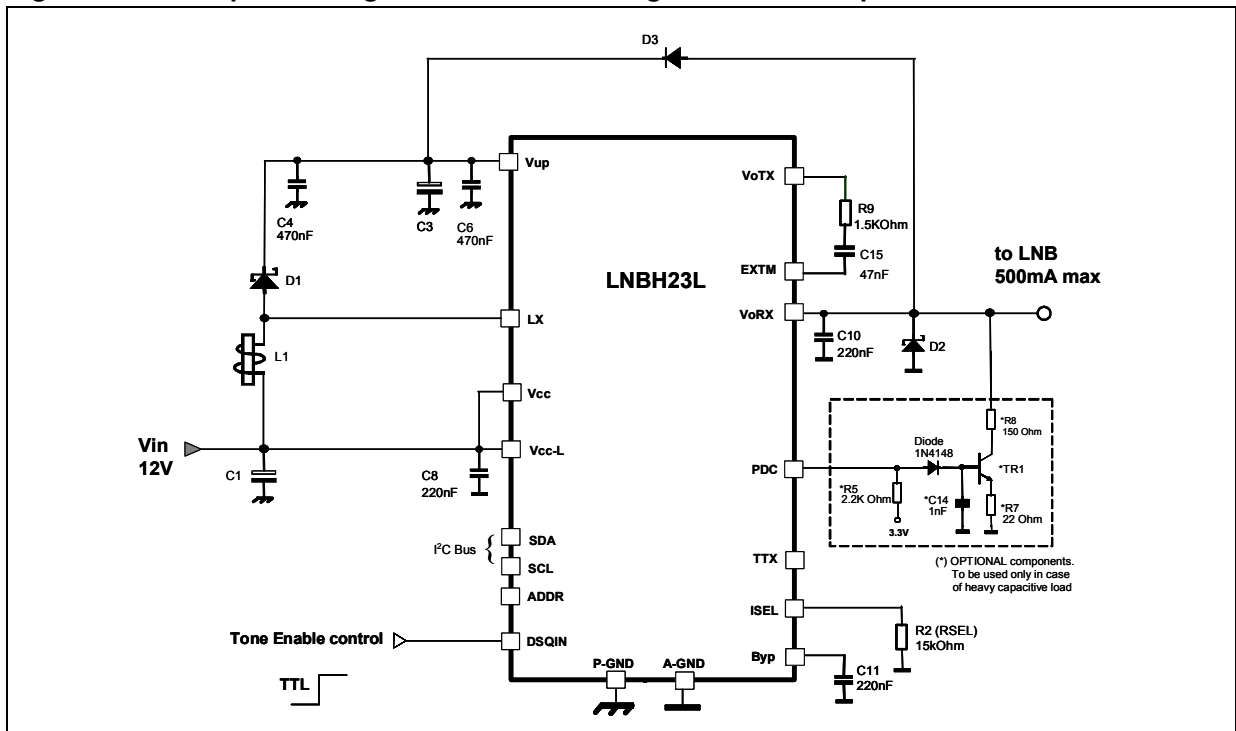 D3
Vup
VoTX
C4
470nF
C3
C6
470nF
R9
1.5KOhm
C15
47nF
D1
LNBH23L
EXTM
to LNB
500mA max
LX
VoRX
L1
C10
220nF
D2
Vcc
Vin
12V
Vcc-L
C1
C8
220nF
*R8
150 Ohm
Diode
1N4148
PDC
*TR1
*R5
2.2K Ohm
*C14
1nF
*R7
22 Ohm
3.3V
I²C Bus
{
SDA
SCL
TTX
(*) OPTIONAL components.
To be used only in case
of heavy capacitive load
ADDR
ISEL
Tone Enable control
DSQIN
R2 (RSEL)
15kOhm
P-GND
A-GND
Byp
C11
220nF
TTL